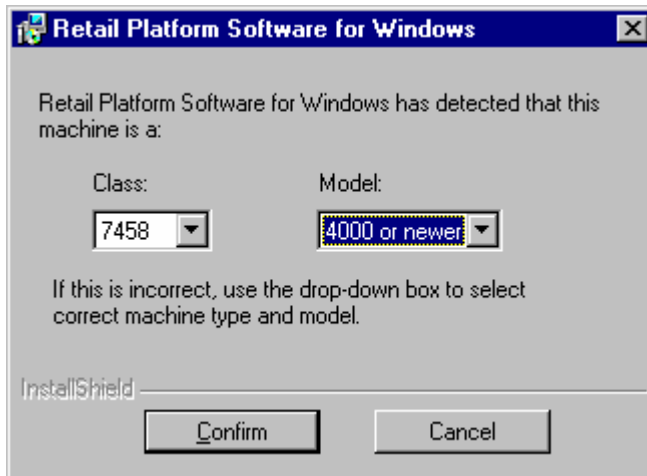 Retail Platform Software for Windows
Retail Platform Software for Windows has detected that this
machine is a:
Class: Model:
7458 4000 or newer
If this is incorrect, use the drop-down box to select
correct machine type and model.
InstallShield
Confirm Cancel